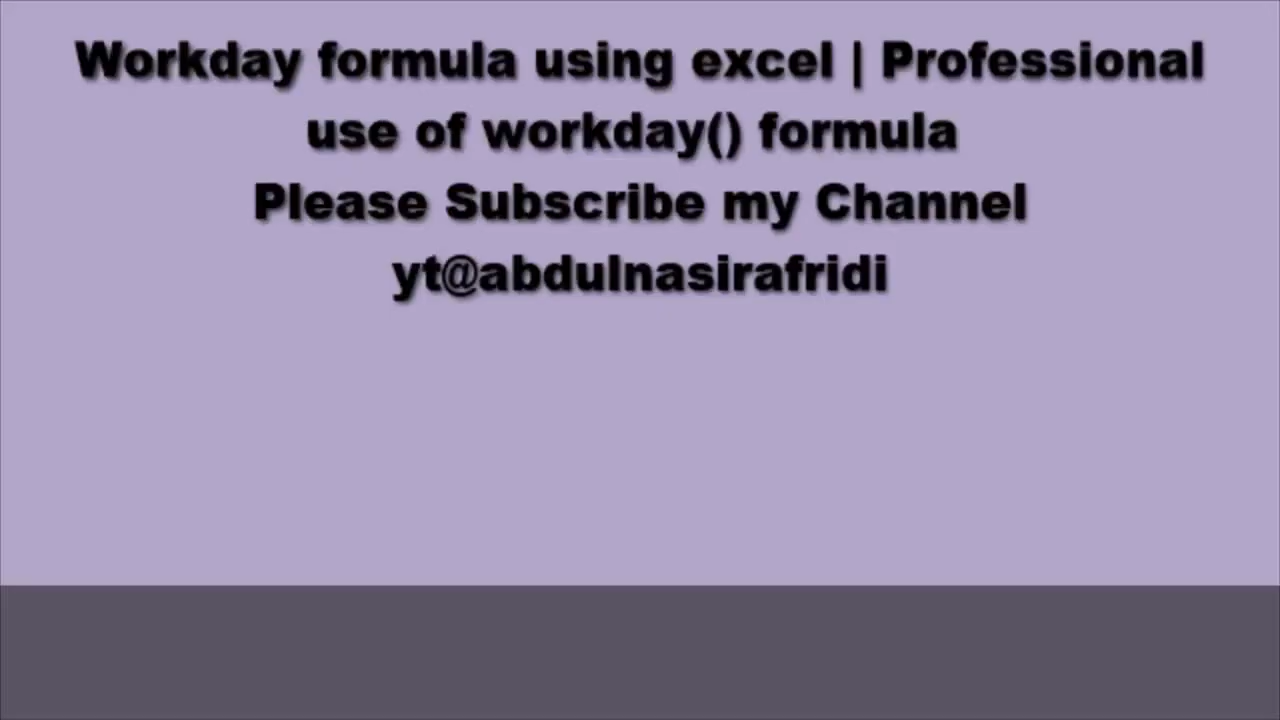 Workday formula using excel | Professional
use of workday() formula
Please Subscribe my Channel
yt@abdulnasirafridi